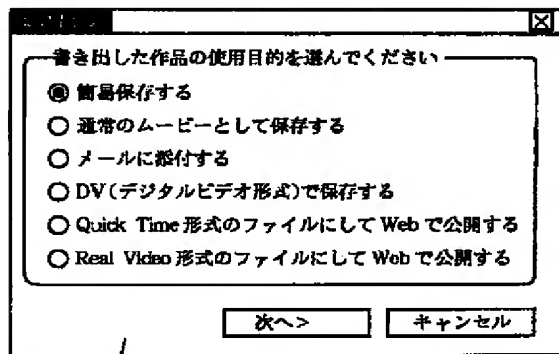 書き出した作品の使用目的を選んでください
簡易保存する
通常のムービーとして保存する
メールに添付する
DV(デジタルビデオ形式)で保存する
Quick Time 形式のファイルにして Web で公開する
Real Video 形式のファイルにして Web で公開する
次へ>
キャンセル